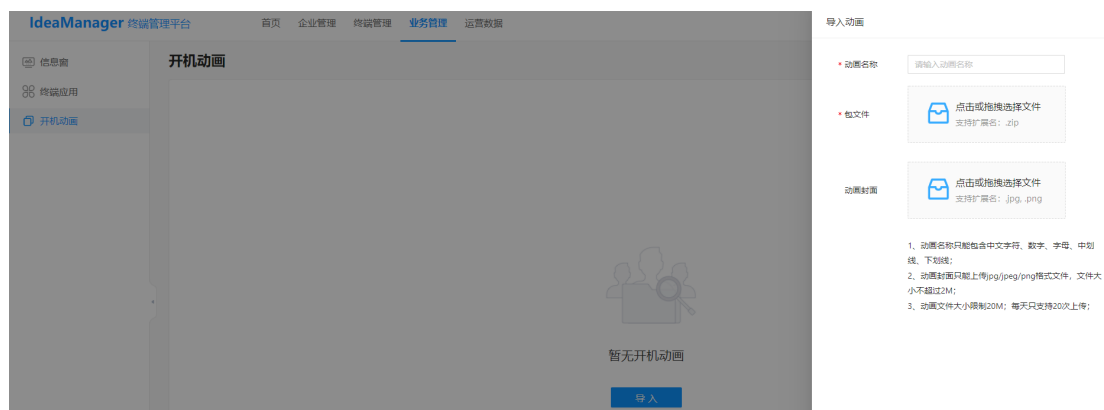 IdeaManager 终端管理平台
首页 企业管理 终端管理 业务管理 运营数据
信息窗
终端应用
开机动画
开机动画
暂无开机动画
导入
导入动画
* 动画名称 请输入动画名称
* 包文件
点击或拖拽选择文件
支持扩展名：.zip
动画封面
点击或拖拽选择文件
支持扩展名：.jpg, .png
1、动画名称只能包含中文字符、数字、字母、中划
线、下划线；
2、动画封面只能上传jpg/jpeg/png格式文件，文件大
小不超过2M；
3、动画文件大小限制20M；每天只支持20次上传；